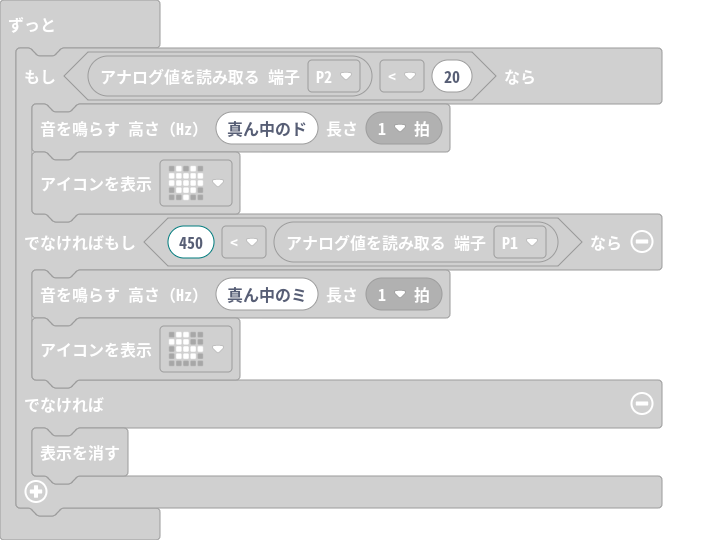 ずっと
もし アナログ値を読み取る 端子 P2 < 20 なら
音を鳴らす 高さ（Hz） 真ん中のド 長さ 1 拍
アイコンを表示
でなければもし 450 < アナログ値を読み取る 端子 P1 なら
音を鳴らす 高さ（Hz） 真ん中のミ 長さ 1 拍
アイコンを表示
でなければ
表示を消す